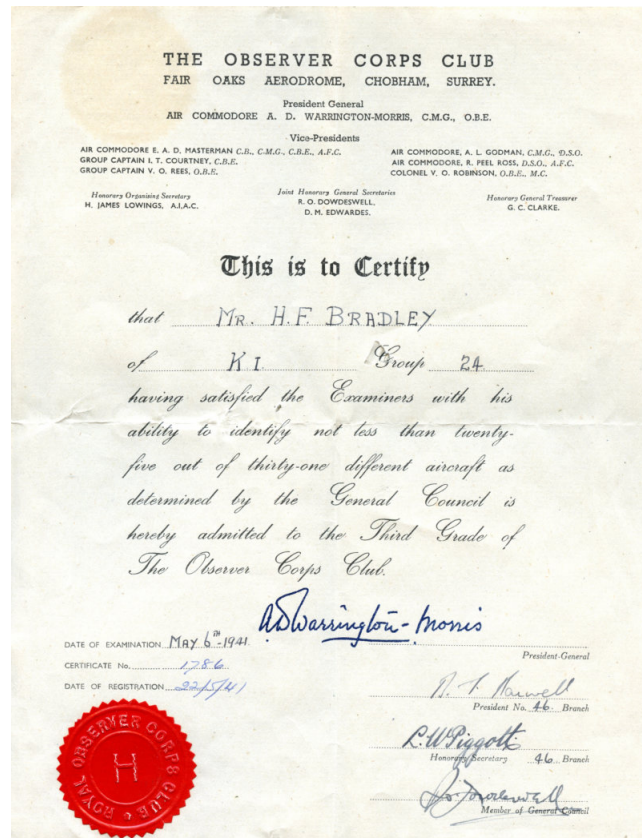 THE OBSERVER CORPS CLUB
FAIR OAKS AERODROME, CHOBHAM, SURREY.
President General
AIR COMMODORE A. D. WARRINGTON-MORRIS, C.M.G., O.B.E.
Vice-Presidents
AIR COMMODORE E. A. D. MASTERMAN C.B., C.M.G., C.B.E., A.F.C.
GROUP CAPTAIN I. T. COURTNEY, C.B.E.
GROUP CAPTAIN V. O. REES, O.B.E.
AIR COMMODORE, A. L. GODMAN, C.M.G., D.S.O.
AIR COMMODORE, R. PEEL ROSS, D.S.O., A.F.C.
COLONEL V. O. ROBINSON, O.B.E., M.C.
Honorary Organising Secretary
H. JAMES LOWINGS, A.I.A.C.
Joint Honorary General Secretaries
R. O. DOWDESWELL.
D. M. EDWARDES.
Honorary General Treasurer
G. C. CLARKE.
This is to Certify
that MR. H.F. BRADLEY
of K I. Group 24
having satisfied the Examiners with his
ability to identify not less than twenty-
five out of thirty-one different aircraft as
determined by the General Council is
hereby admitted to the Third Grade of
The Observer Corps Club.
A D Warrington-Morris
President-General
DATE OF EXAMINATION MAY 6TH-1941.
CERTIFICATE No. 1786
DATE OF REGISTRATION 22/5/41
President No. 46 Branch
R. W Piggott
Honorary Secretary 46 Branch
Member of General Council
ROYAL OBSERVER CORPS CLUB
H